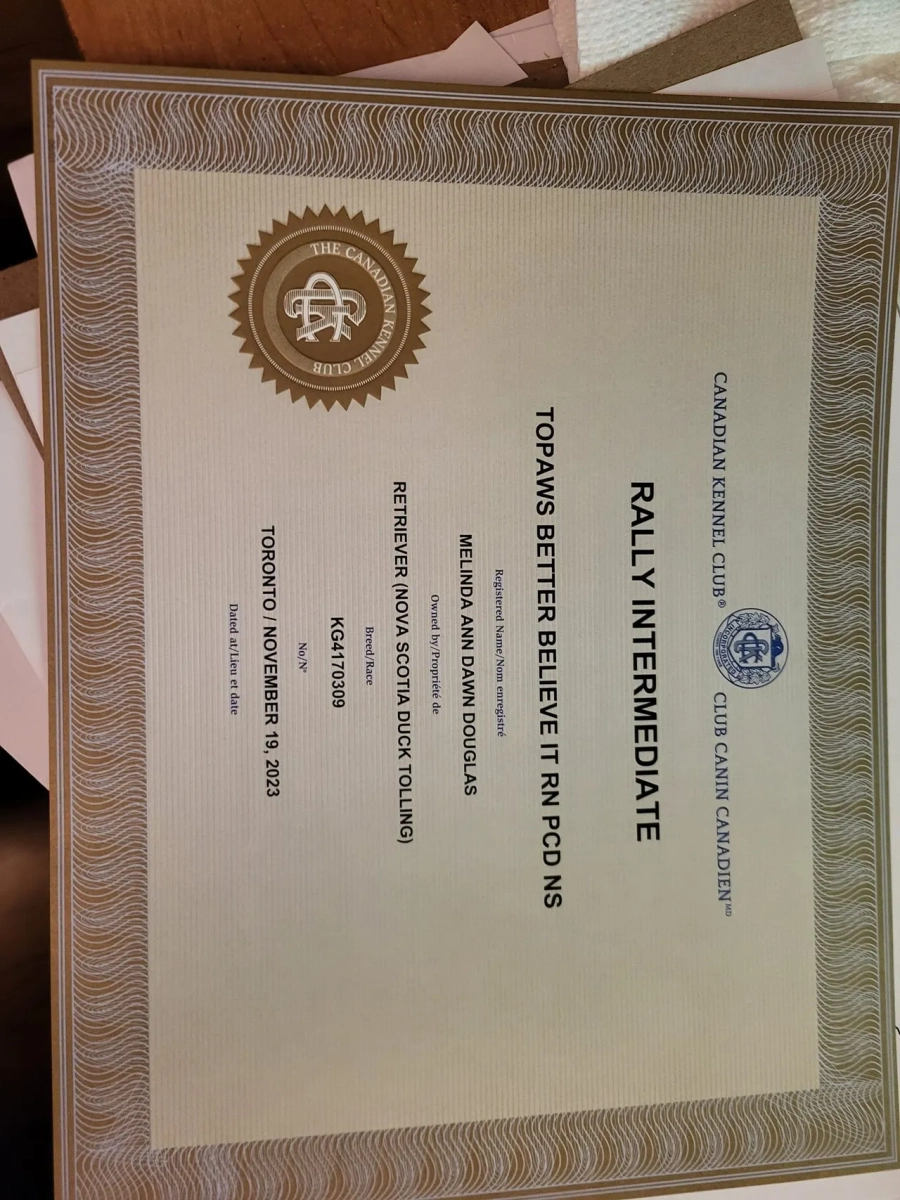 CANADIAN KENNEL CLUB® CLUB CANIN CANADIEN MD
RALLY INTERMEDIATE
TOPAWS BETTER BELIEVE IT RN PCD NS
Registered Name/Nom enregistré
MELINDA ANN DAWN DOUGLAS
Owned by/Propriété de
RETRIEVER (NOVA SCOTIA DUCK TOLLING)
Breed/Race
KG4170309
No/N°
TORONTO / NOVEMBER 19, 2023
Dated at/Lieu et date
THE CANADIAN KENNEL CLUB
CKC